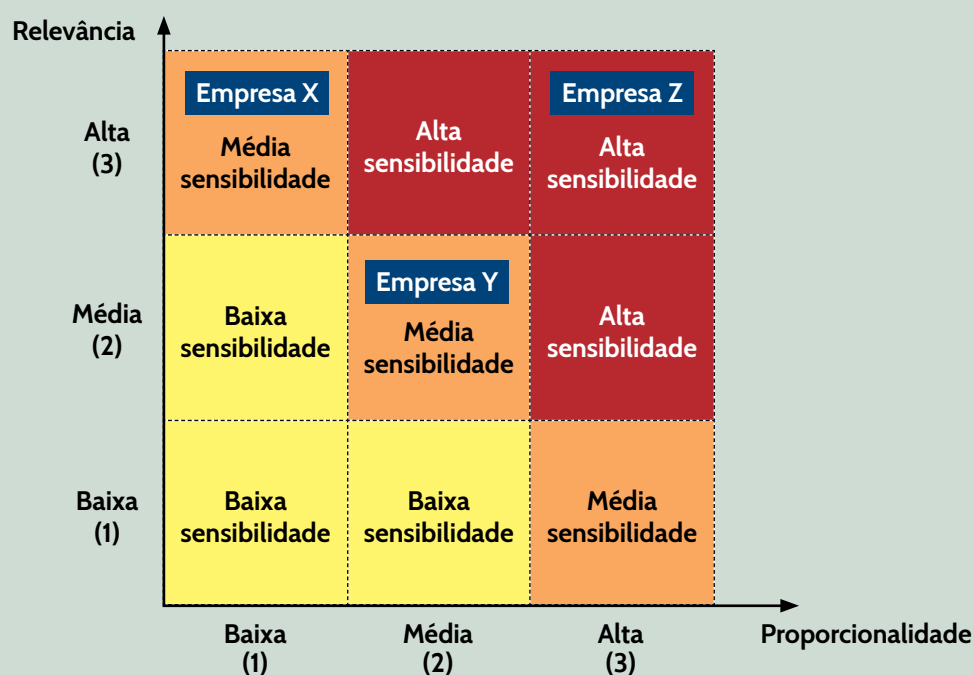 Relevância
Alta
(3)
Empresa X
Média
sensibilidade
Alta
sensibilidade
Empresa Z
Alta
sensibilidade
Média
(2)
Baixa
sensibilidade
Empresa Y
Média
sensibilidade
Alta
sensibilidade
Baixa
(1)
Baixa
sensibilidade
Baixa
sensibilidade
Média
sensibilidade
Baixa
(1)
Média
(2)
Alta
(3)
Proporcionalidade